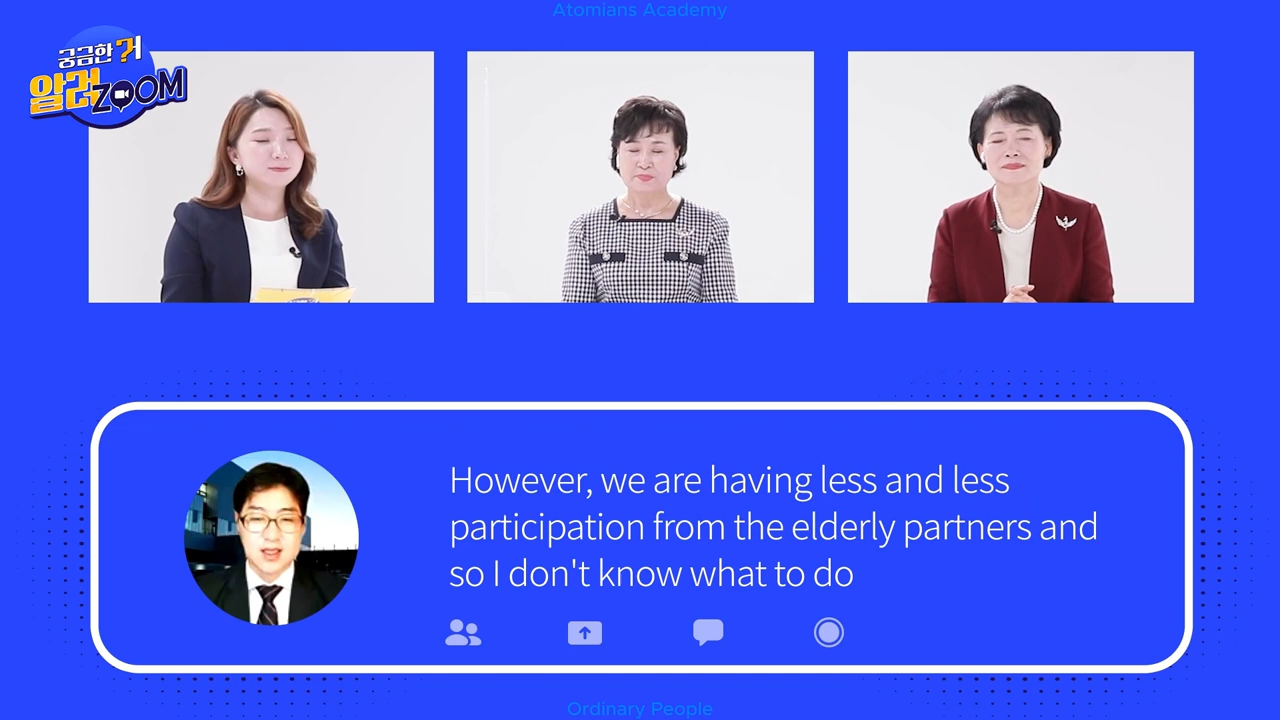 Atomians Academy
궁금한거
알려ZOOM
However, we are having less and less
participation from the elderly partners and
so I don't know what to do
Ordinary People